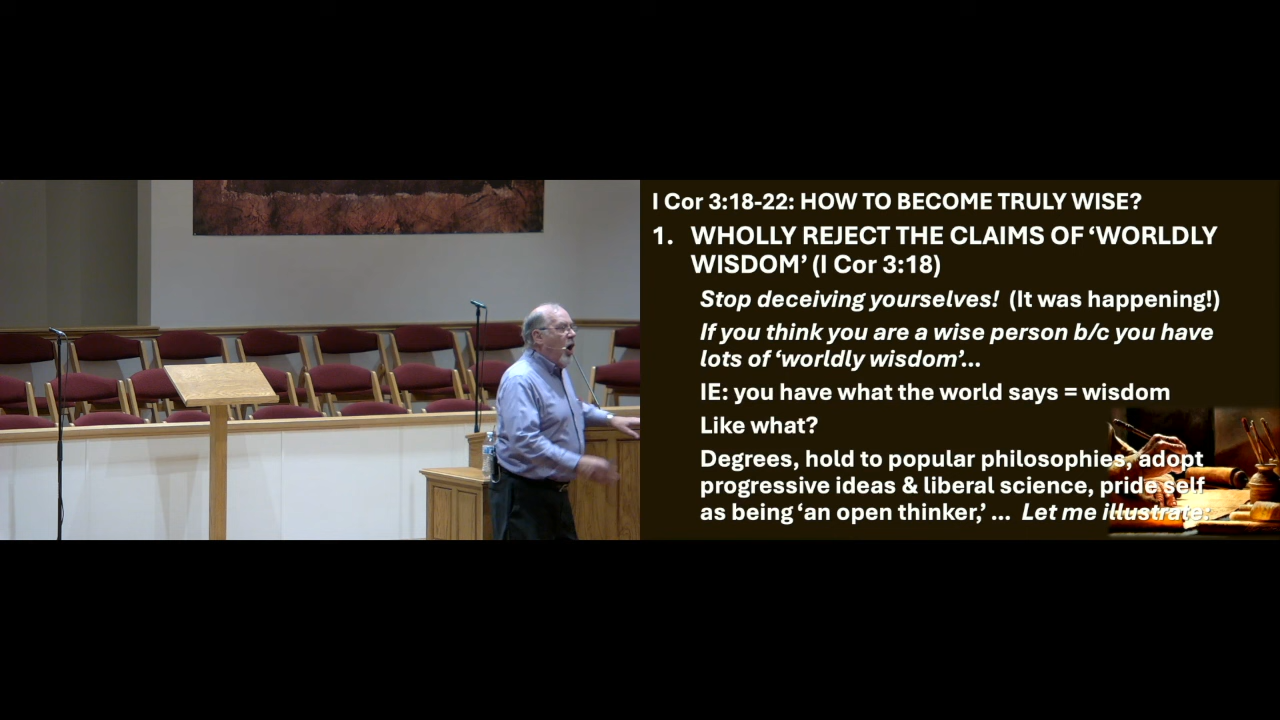 I Cor 3:18-22: HOW TO BECOME TRULY WISE?
1. WHOLLY REJECT THE CLAIMS OF ‘WORLDLY
WISDOM’ (I Cor 3:18)
Stop deceiving yourselves! (It was happening!)
If you think you are a wise person b/c you have
lots of ‘worldly wisdom’...
IE: you have what the world says = wisdom
Like what?
Degrees, hold to popular philosophies, adopt
progressive ideas & liberal science, pride self
as being ‘an open thinker,’ ... Let me illustrate: